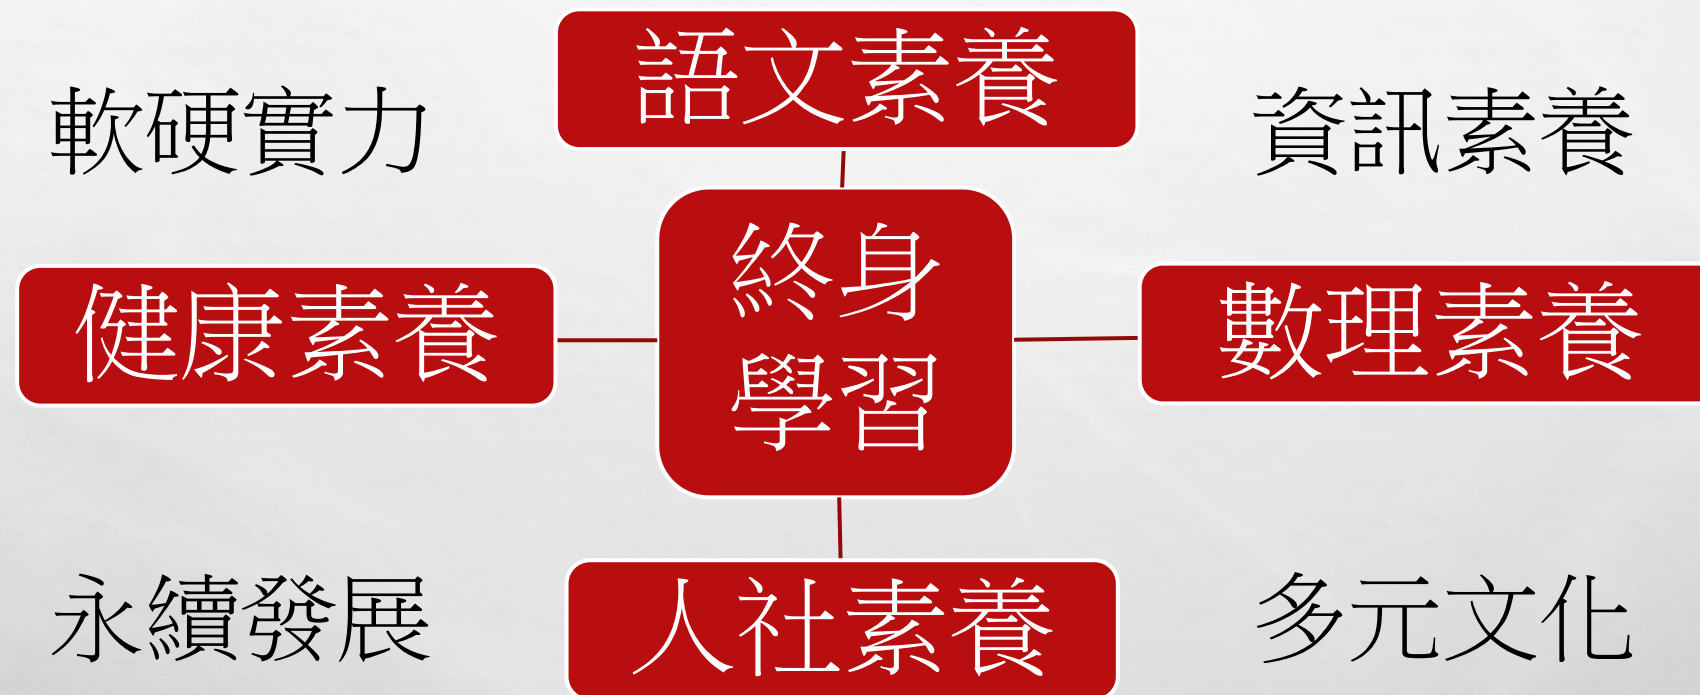 語文素養
軟硬實力
資訊素養
終身
學習
健康素養
數理素養
永續發展
人社素養
多元文化